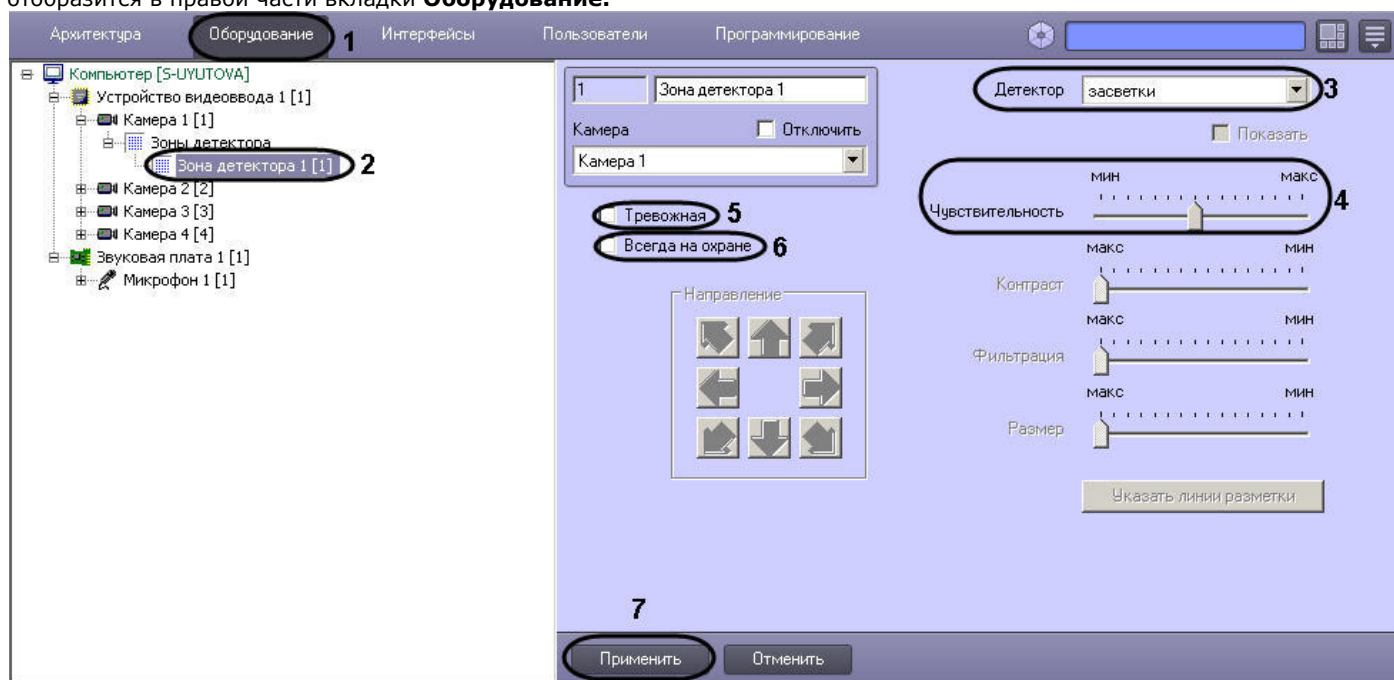 отобразится в правой части вкладки Оборудование.
Архитектура Оборудование 1 Интерфейсы Пользователи Программирование
Компьютер [S-UYUTOVA]
Устройство видеоввода 1 [1]
Камера 1 [1]
Зоны детектора
Зона детектора 1 [1] 2
Камера 2 [2]
Камера 3 [3]
Камера 4 [4]
Звуковая плата 1 [1]
Микрофон 1 [1]
1 Зона детектора 1
Камера Отключить
Камера 1
Тревожная 5
Всегда на охране 6
Направление
Детектор засветки 3
Показать
мин макс
Чувствительность 4
макс мин
Контраст
макс мин
Фильтрация
макс мин
Размер
Указать линии разметки
7
Применить Отменить